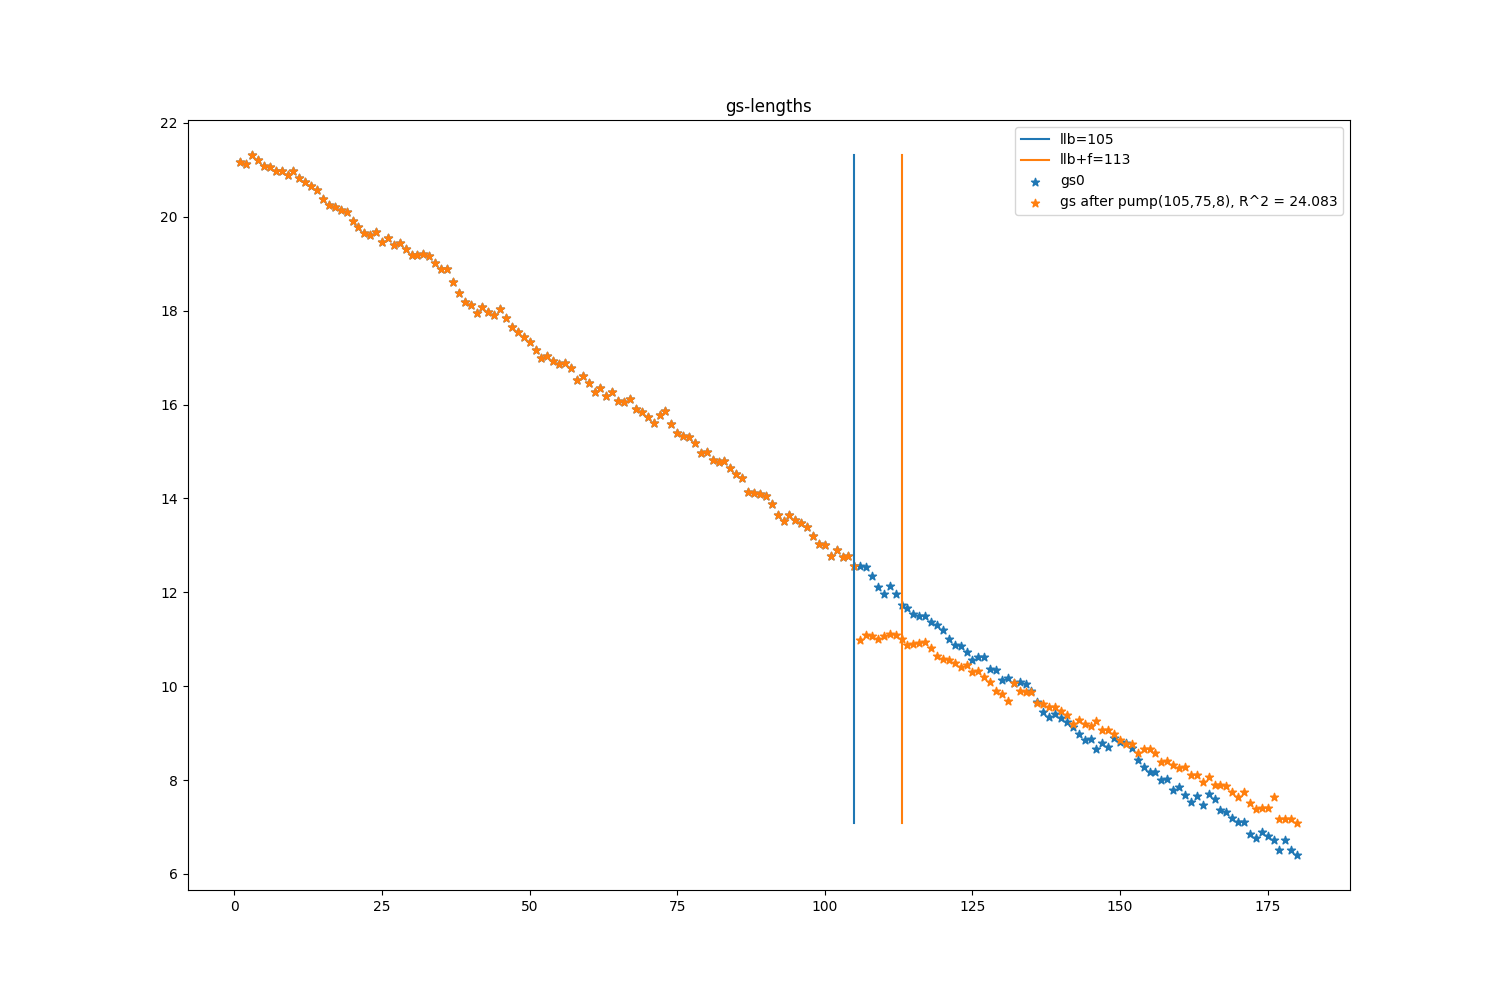 gs-lengths
llb=105
llb+f=113
gs0
gs after pump(105,75,8), R^2 = 24.083
22
20
18
16
14
12
10
8
6
0 25 50 75 100 125 150 175